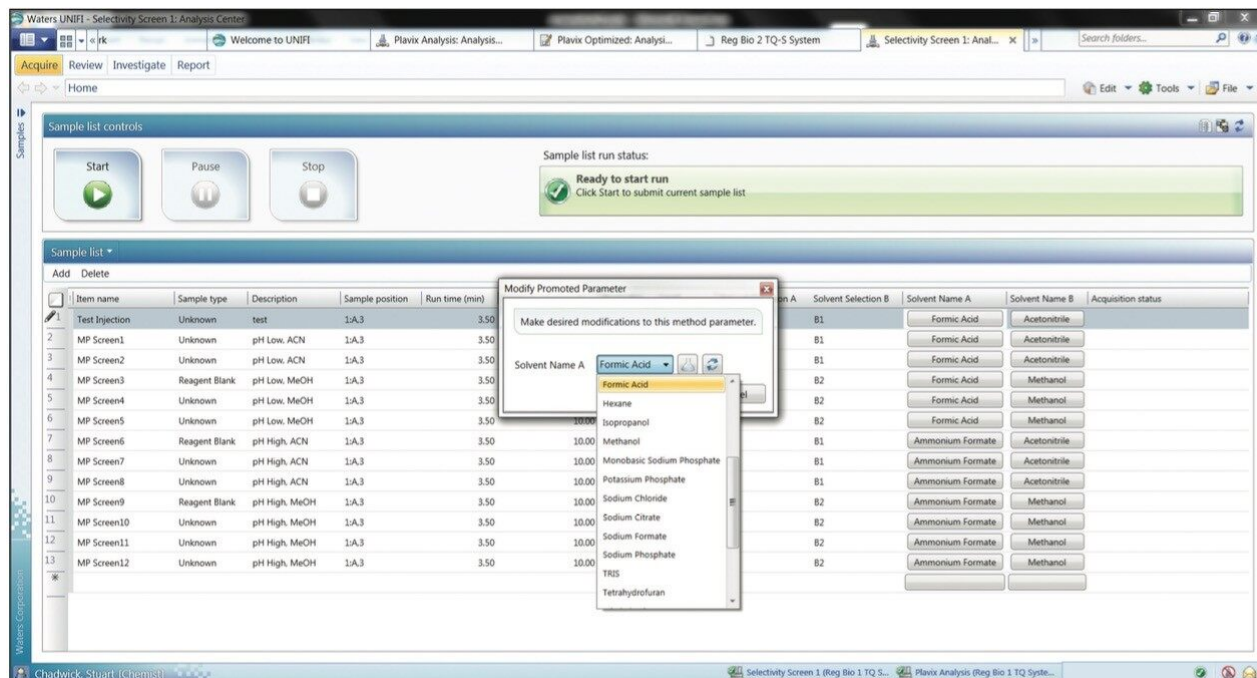 Waters UNIFI - Selectivity Screen 1: Analysis Center
rk Welcome to UNIFI Plavix Analysis: Analysis... Plavix Optimized: Analysi... Reg Bio 2 TQ-S System Selectivity Screen 1: Anal... Search folders...
Acquire Review Investigate Report
Home Edit Tools File
Samples
Sample list controls
Start Pause Stop
Sample list run status:
Ready to start run
Click Start to submit current sample list
Sample list
Add Delete
Item name Sample type Description Sample position Run time (min) on A Solvent Selection B Solvent Name A Solvent Name B Acquisition status
1 Test Injection Unknown test 1:A,3 3.50 B1 Formic Acid Acetonitrile
2 MP Screen1 Unknown pH Low, ACN 1:A,3 3.50 B1 Formic Acid Acetonitrile
3 MP Screen2 Unknown pH Low, ACN 1:A,3 3.50 B1 Formic Acid Acetonitrile
4 MP Screen3 Reagent Blank pH Low, MeOH 1:A,3 3.50 B2 Formic Acid Methanol
5 MP Screen4 Unknown pH Low, MeOH 1:A,3 3.50 B2 Formic Acid Methanol
6 MP Screen5 Unknown pH Low, MeOH 1:A,3 3.50 10.00 B2 Formic Acid Methanol
7 MP Screen6 Reagent Blank pH High, ACN 1:A,3 3.50 10.00 B1 Ammonium Formate Acetonitrile
8 MP Screen7 Unknown pH High, ACN 1:A,3 3.50 10.00 B1 Ammonium Formate Acetonitrile
9 MP Screen8 Unknown pH High, ACN 1:A,3 3.50 10.00 B1 Ammonium Formate Acetonitrile
10 MP Screen9 Reagent Blank pH High, MeOH 1:A,3 3.50 10.00 B2 Ammonium Formate Methanol
11 MP Screen10 Unknown pH High, MeOH 1:A,3 3.50 10.00 B2 Ammonium Formate Methanol
12 MP Screen11 Unknown pH High, MeOH 1:A,3 3.50 10.00 B2 Ammonium Formate Methanol
13 MP Screen12 Unknown pH High, MeOH 1:A,3 3.50 10.00 B2 Ammonium Formate Methanol
Modify Promoted Parameter
Make desired modifications to this method parameter.
Solvent Name A Formic Acid
el
Formic Acid
Hexane
Isopropanol
Methanol
Monobasic Sodium Phosphate
Potassium Phosphate
Sodium Chloride
Sodium Citrate
Sodium Formate
Sodium Phosphate
TRIS
Tetrahydrofuran
Waters Corporation
Chadwick, Stuart [Chemist] Selectivity Screen 1 (Reg Bio 1 TQ S... Plavix Analysis (Reg Bio 1 TQ Syste...